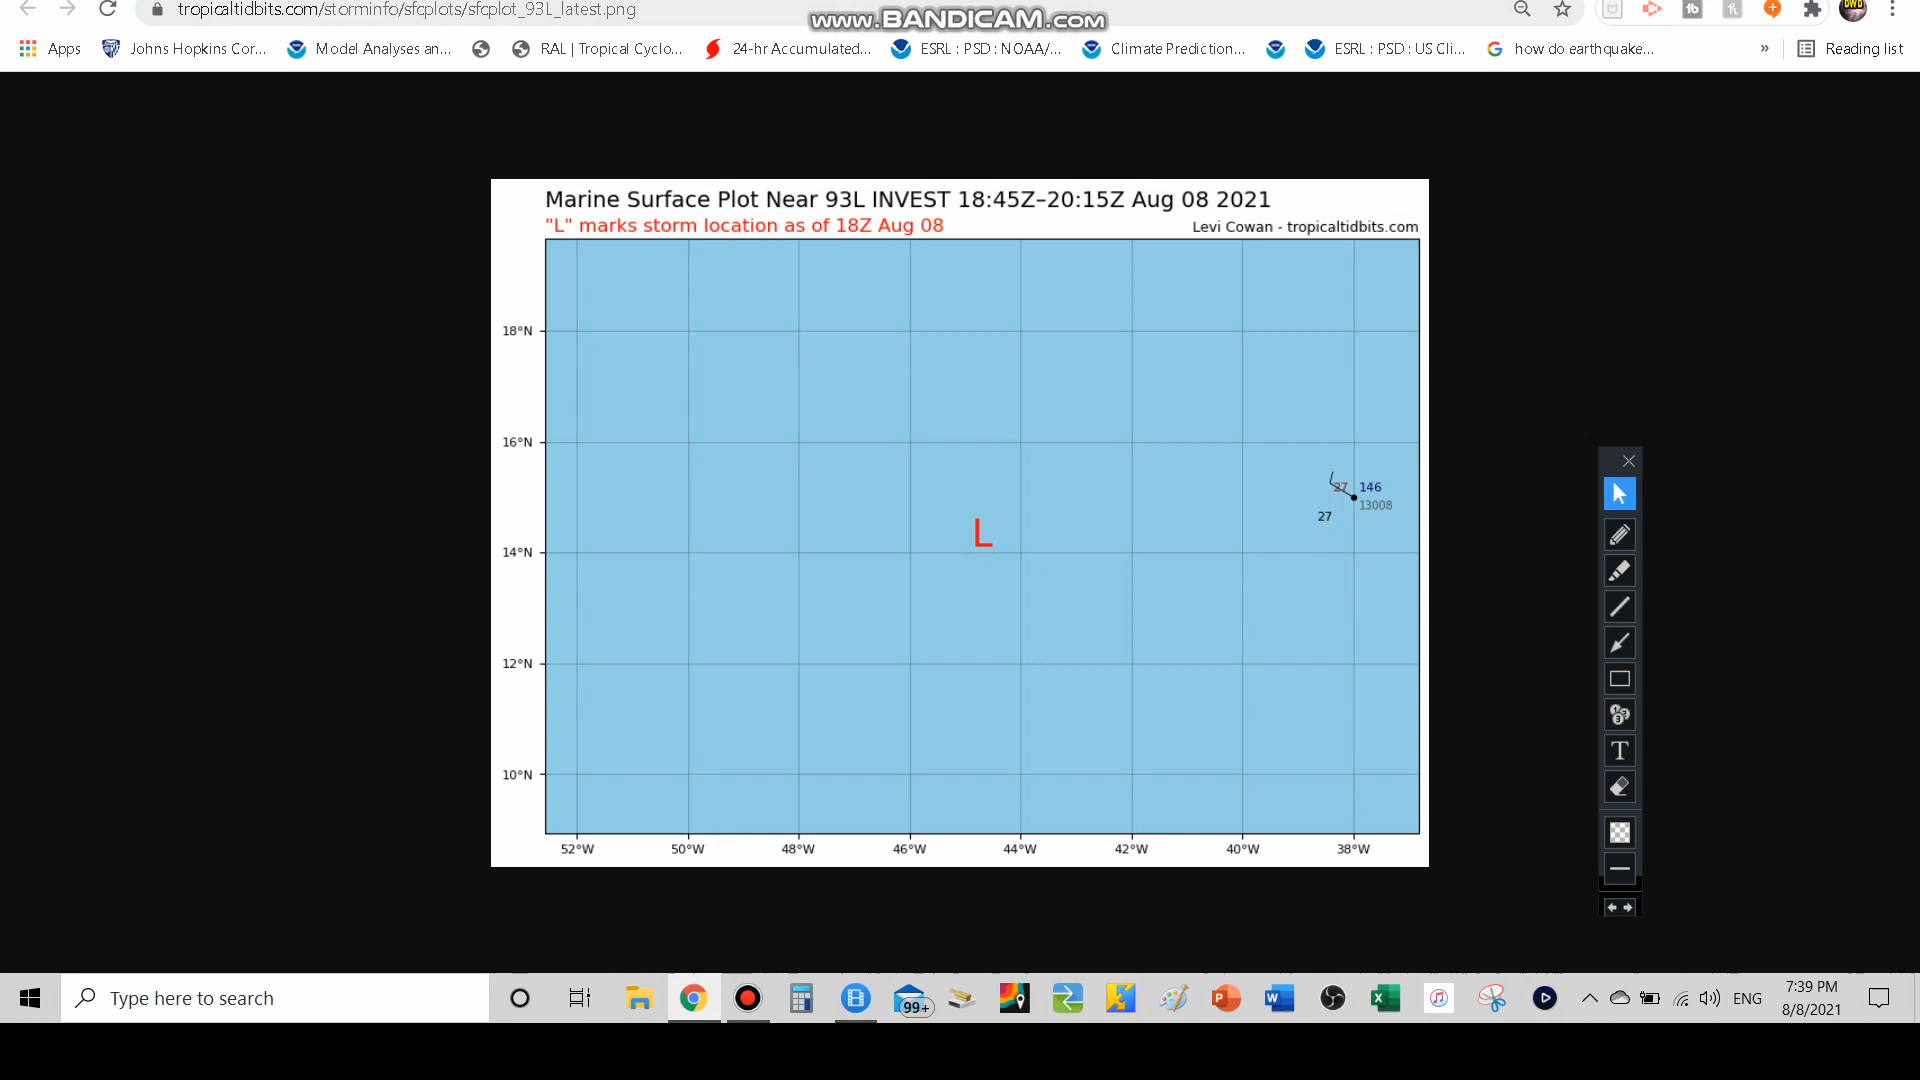 tropicaltidbits.com/storminfo/sfcplots/sfcplot_93L_latest.png
www.BANDICAM.com
Apps
Johns Hopkins Cor...
Model Analyses an...
RAL | Tropical Cyclo...
24-hr Accumulated...
ESRL : PSD : NOAA/...
Climate Prediction...
ESRL : PSD : US Cli...
how do earthquake...
»
Reading list
Marine Surface Plot Near 93L INVEST 18:45Z–20:15Z Aug 08 2021
"L" marks storm location as of 18Z Aug 08
Levi Cowan - tropicaltidbits.com
18°N
16°N
27 146
13008
27
L
14°N
12°N
10°N
52°W 50°W 48°W 46°W 44°W 42°W 40°W 38°W
T
Type here to search
99+
ENG
7:39 PM
8/8/2021